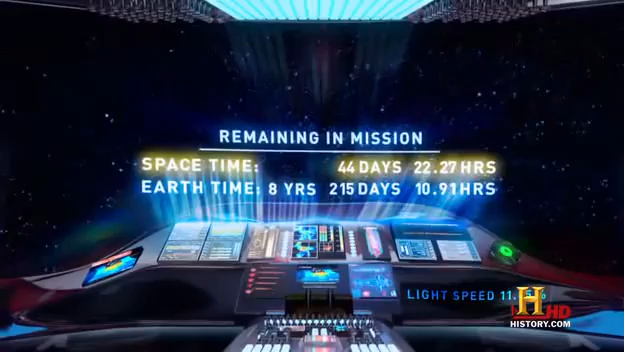 REMAINING IN MISSION
SPACE TIME: 44 DAYS 22.27 HRS
EARTH TIME: 8 YRS 215 DAYS 10.91 HRS
LIGHT SPEED
H HD
HISTORY.COM